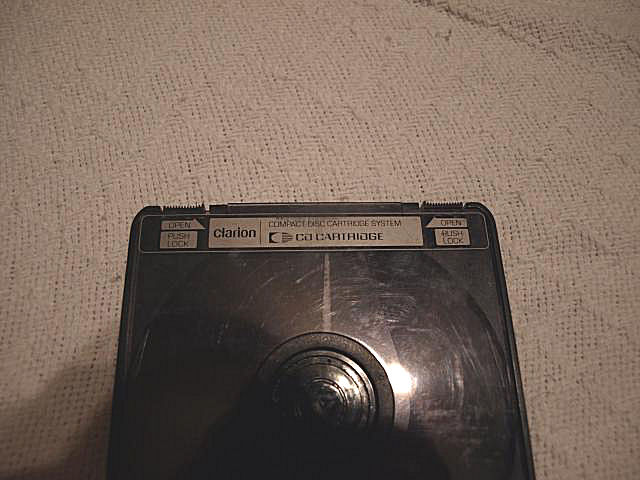 OPEN
PUSH
LOCK
clarion
COMPACT DISC CARTRIDGE SYSTEM
CD CARTRIDGE
OPEN
PUSH
LOCK